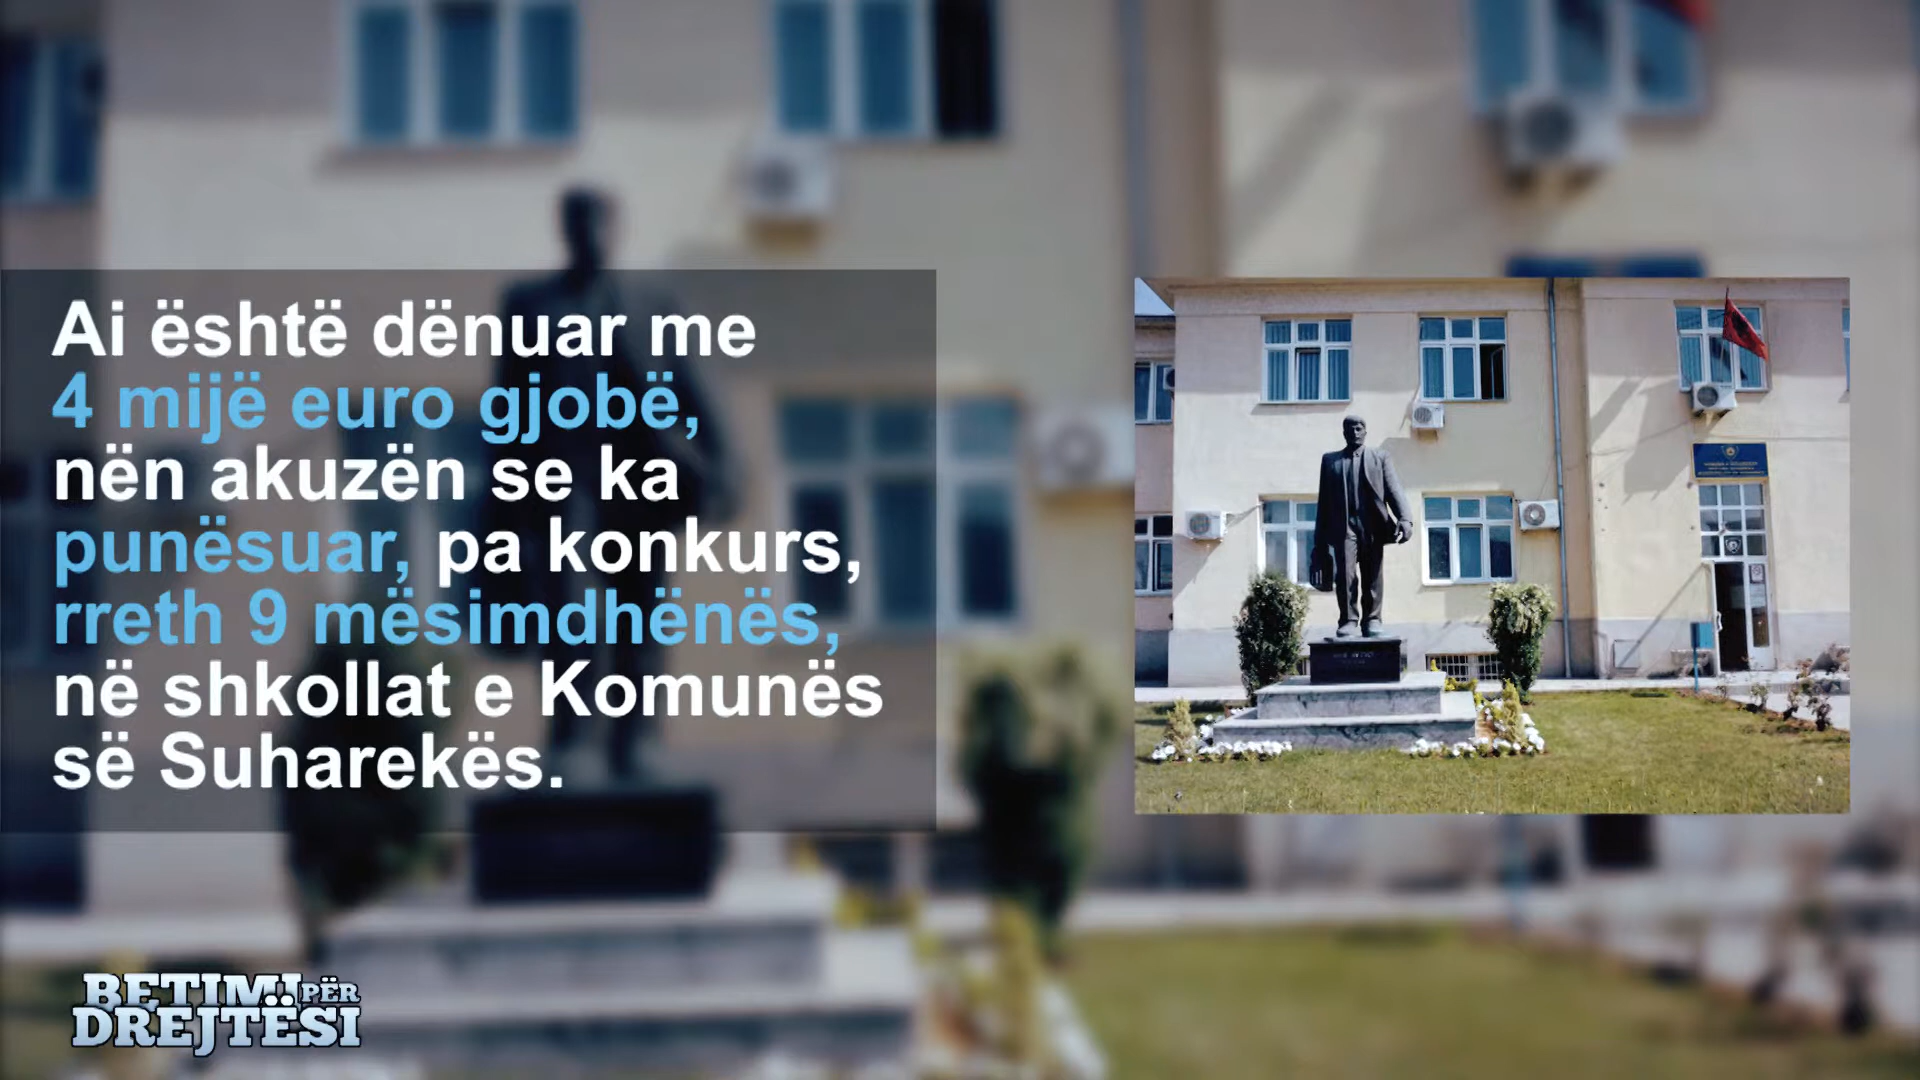 Ai është dënuar me
4 mijë euro gjobë,
nën akuzën se ka
punësuar, pa konkurs,
rreth 9 mësimdhënës,
në shkollat e Komunës
së Suharekës.
BETIMI PËR
DREJTËSI